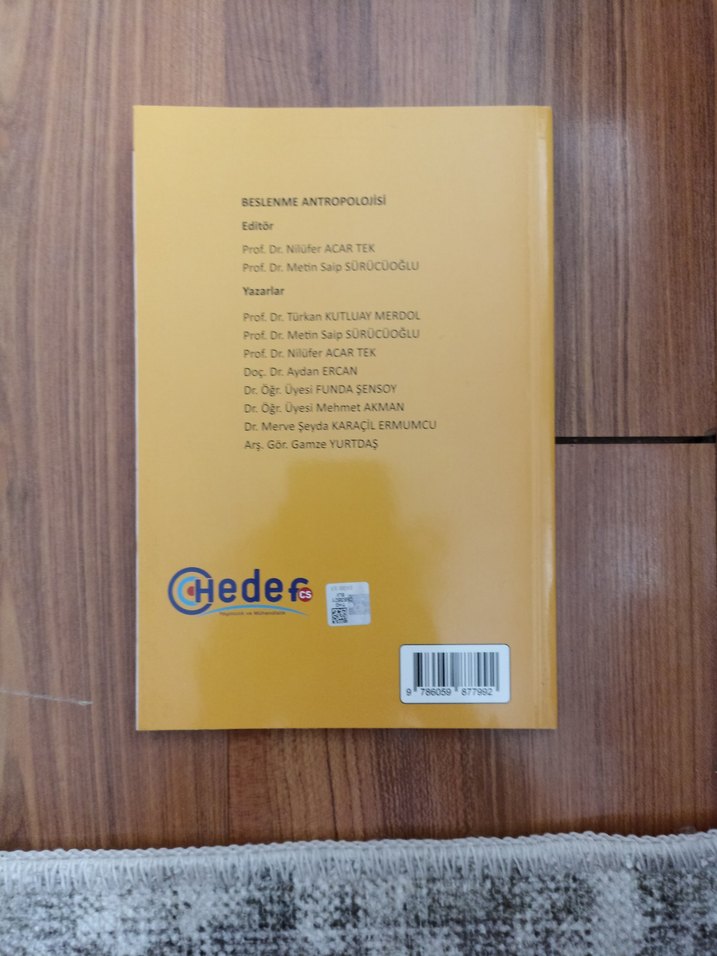 BESLENME ANTROPOLOJİSİ
Editör
Prof. Dr. Nilüfer ACAR TEK
Prof. Dr. Metin Saip SÜRÜCÜOĞLU
Yazarlar
Prof. Dr. Türkan KUTLUAY MERDOL
Prof. Dr. Metin Saip SÜRÜCÜOĞLU
Prof. Dr. Nilüfer ACAR TEK
Doç. Dr. Aydan ERCAN
Dr. Öğr. Üyesi FUNDA ŞENSOY
Dr. Öğr. Üyesi Mehmet AKMAN
Dr. Merve Şeyda KARAÇİL ERMUMCU
Arş. Gör. Gamze YURTDAŞ
Hedef CS
Yayıncılık ve Mühendislik
9 786059 877992